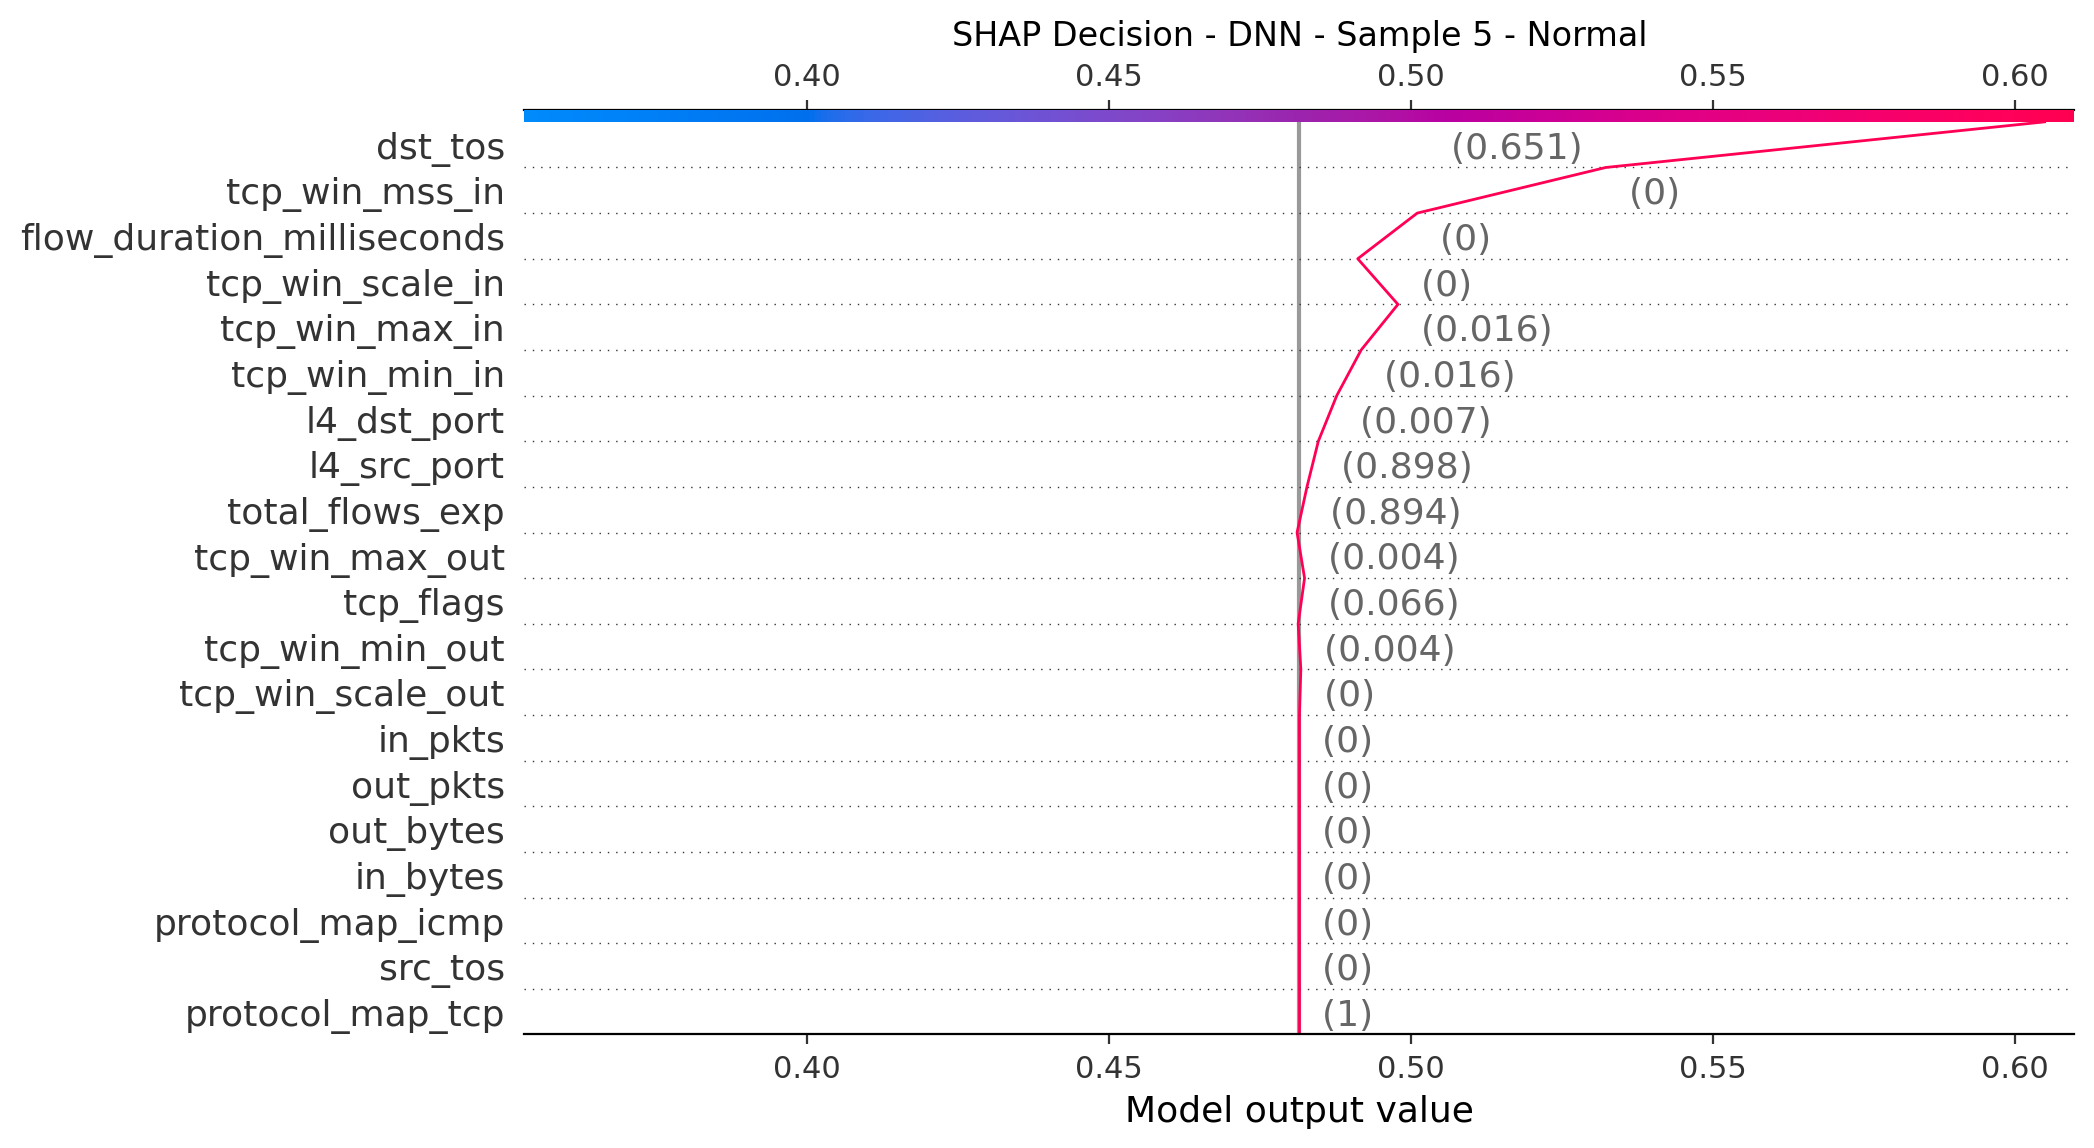 SHAP Decision - DNN - Sample 5 - Normal
0.40 0.45 0.50 0.55 0.60
dst_tos (0.651)
tcp_win_mss_in (0)
flow_duration_milliseconds (0)
tcp_win_scale_in (0)
tcp_win_max_in (0.016)
tcp_win_min_in (0.016)
l4_dst_port (0.007)
l4_src_port (0.898)
total_flows_exp (0.894)
tcp_win_max_out (0.004)
tcp_flags (0.066)
tcp_win_min_out (0.004)
tcp_win_scale_out (0)
in_pkts (0)
out_pkts (0)
out_bytes (0)
in_bytes (0)
protocol_map_icmp (0)
src_tos (0)
protocol_map_tcp (1)
0.40 0.45 0.50 0.55 0.60
Model output value